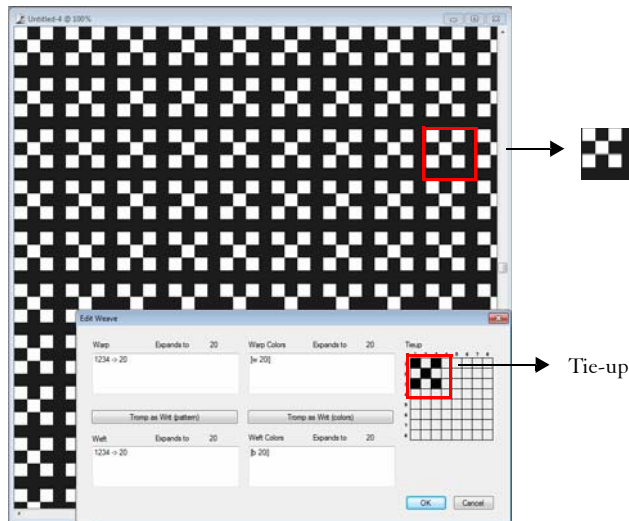 Untitled-4 @ 100%
Edit Weave
Warp Expands to 20 Warp Colors Expands to 20 Tieup
1234 -> 20 [w 20]
Tromp as Writ (pattern) Tromp as Writ (colors)
Weft Expands to 20 Weft Colors Expands to 20
1234 -> 20 [b 20]
OK Cancel
Tie-up